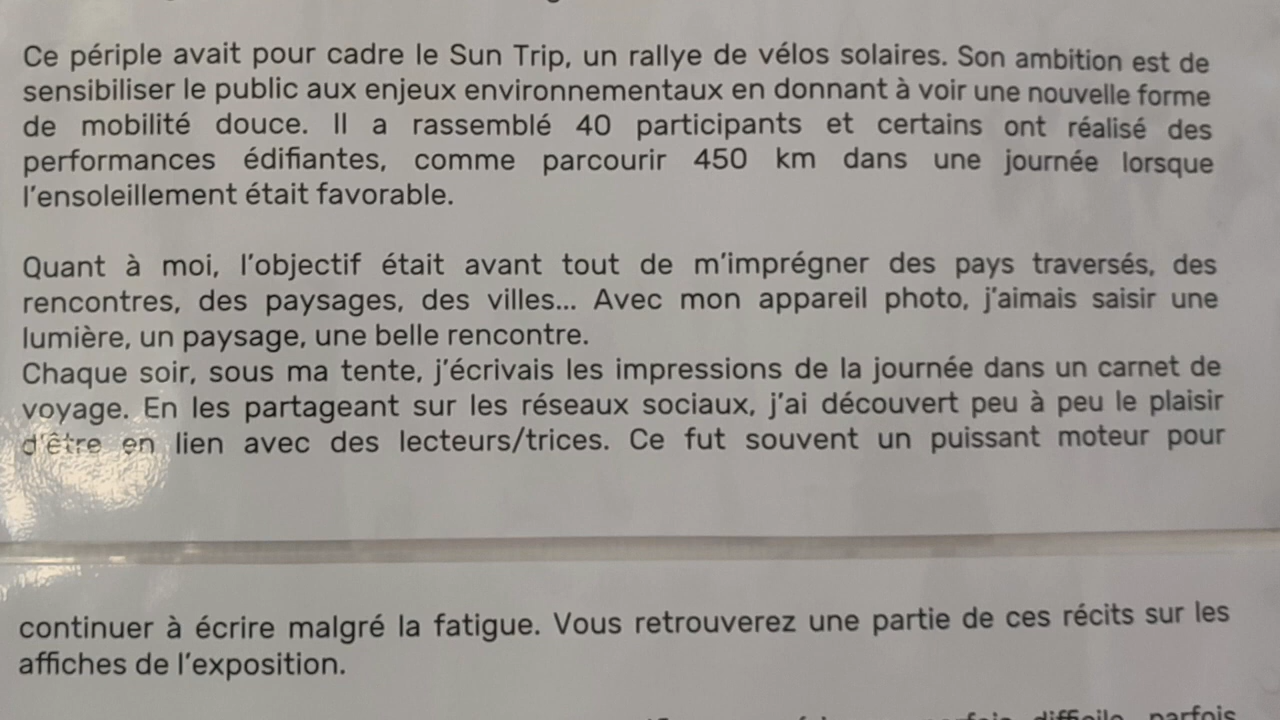 Ce périple avait pour cadre le Sun Trip, un rallye de vélos solaires. Son ambition est de
sensibiliser le public aux enjeux environnementaux en donnant à voir une nouvelle forme
de mobilité douce. Il a rassemblé 40 participants et certains ont réalisé des
performances édifiantes, comme parcourir 450 km dans une journée lorsque
l'ensoleillement était favorable.
Quant à moi, l'objectif était avant tout de m'imprégner des pays traversés, des
rencontres, des paysages, des villes... Avec mon appareil photo, j'aimais saisir une
lumière, un paysage, une belle rencontre.
Chaque soir, sous ma tente, j'écrivais les impressions de la journée dans un carnet de
voyage. En les partageant sur les réseaux sociaux, j'ai découvert peu à peu le plaisir
d'être en lien avec des lecteurs/trices. Ce fut souvent un puissant moteur pour
continuer à écrire malgré la fatigue. Vous retrouverez une partie de ces récits sur les
affiches de l'exposition.
difficile parfois